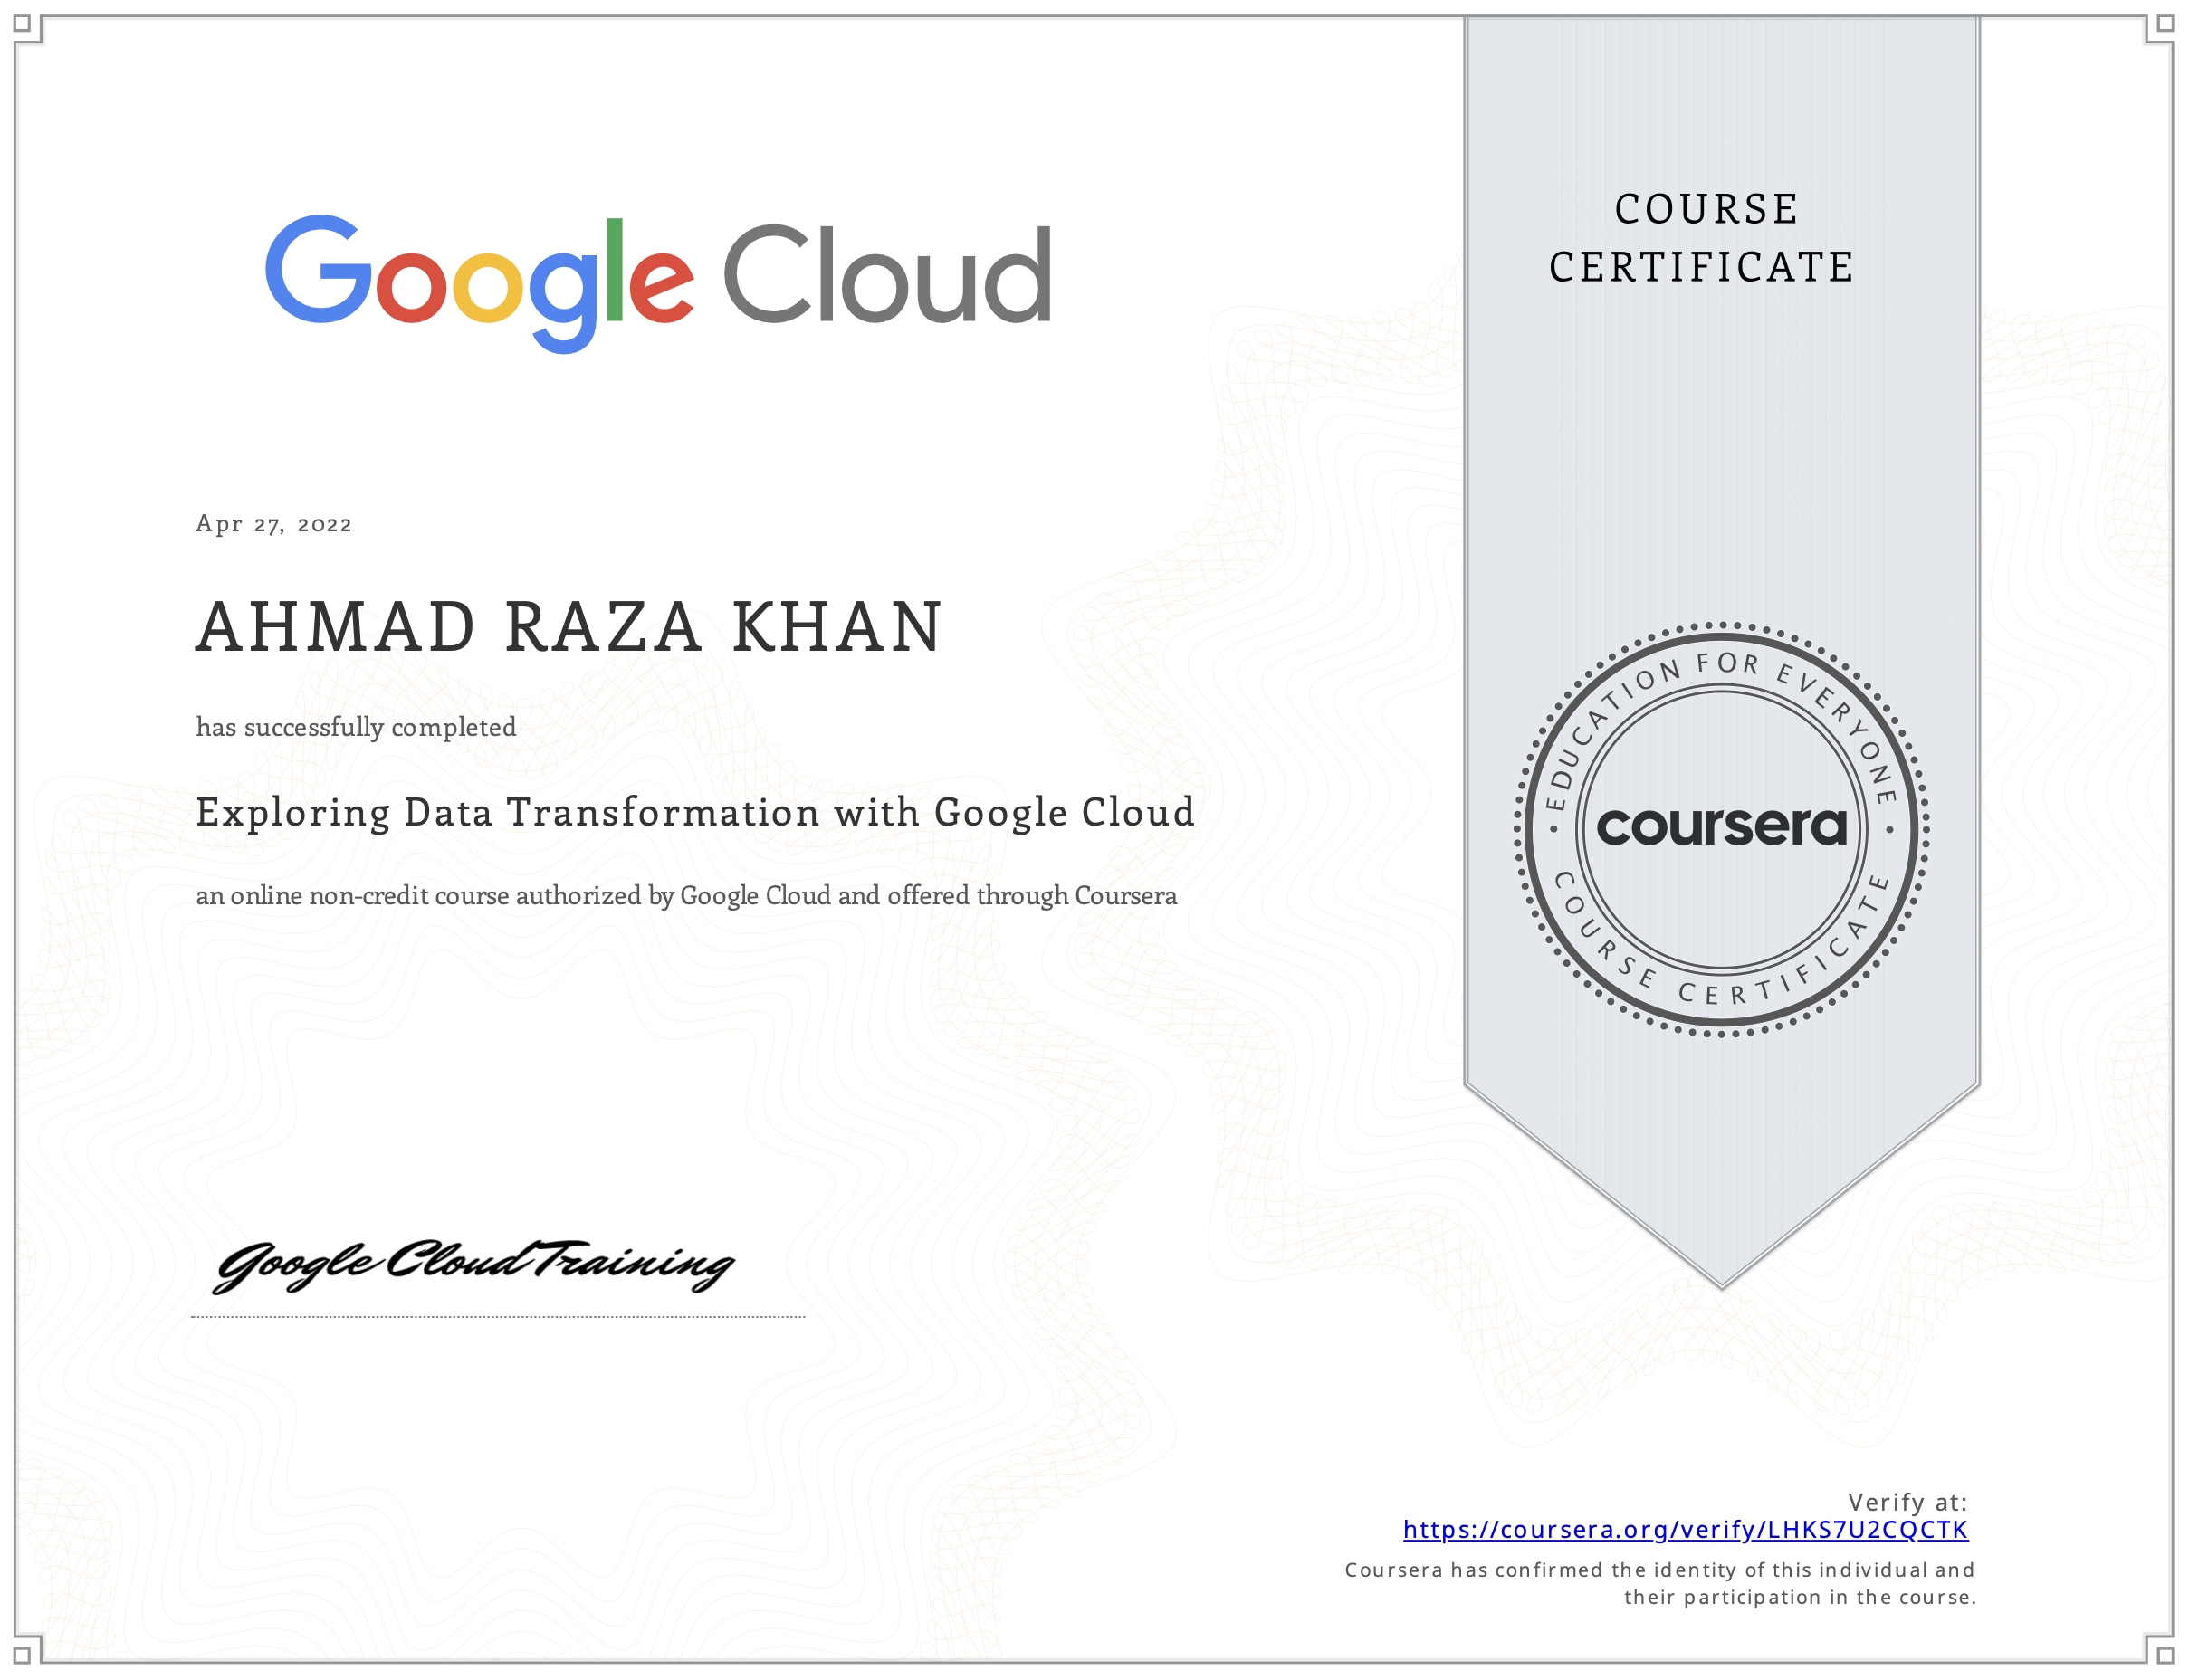 Google Cloud
COURSE
CERTIFICATE
Apr 27, 2022
AHMAD RAZA KHAN
has successfully completed
Exploring Data Transformation with Google Cloud
an online non-credit course authorized by Google Cloud and offered through Coursera
EDUCATION FOR EVERYONE
coursera
COURSE CERTIFICATE
Google Cloud Training
Verify at:
https://coursera.org/verify/LHKS7U2CQCTK
Coursera has confirmed the identity of this individual and
their participation in the course.